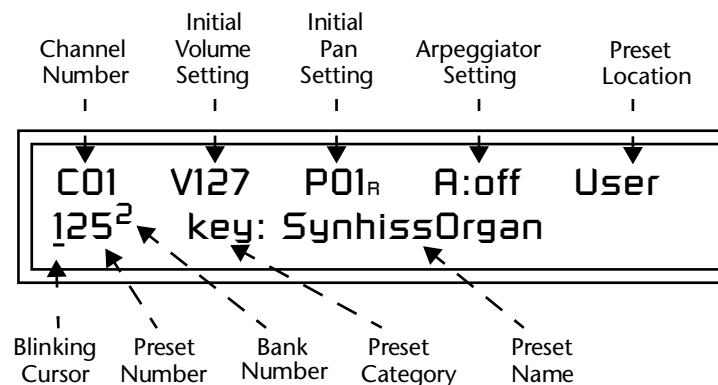 Channel Number
Initial Volume Setting
Initial Pan Setting
Arpeggiator Setting
Preset Location
C01 V127 P01R A:off User
125² key: SynhissOrgan
Blinking Cursor
Preset Number
Bank Number
Preset Category
Preset Name